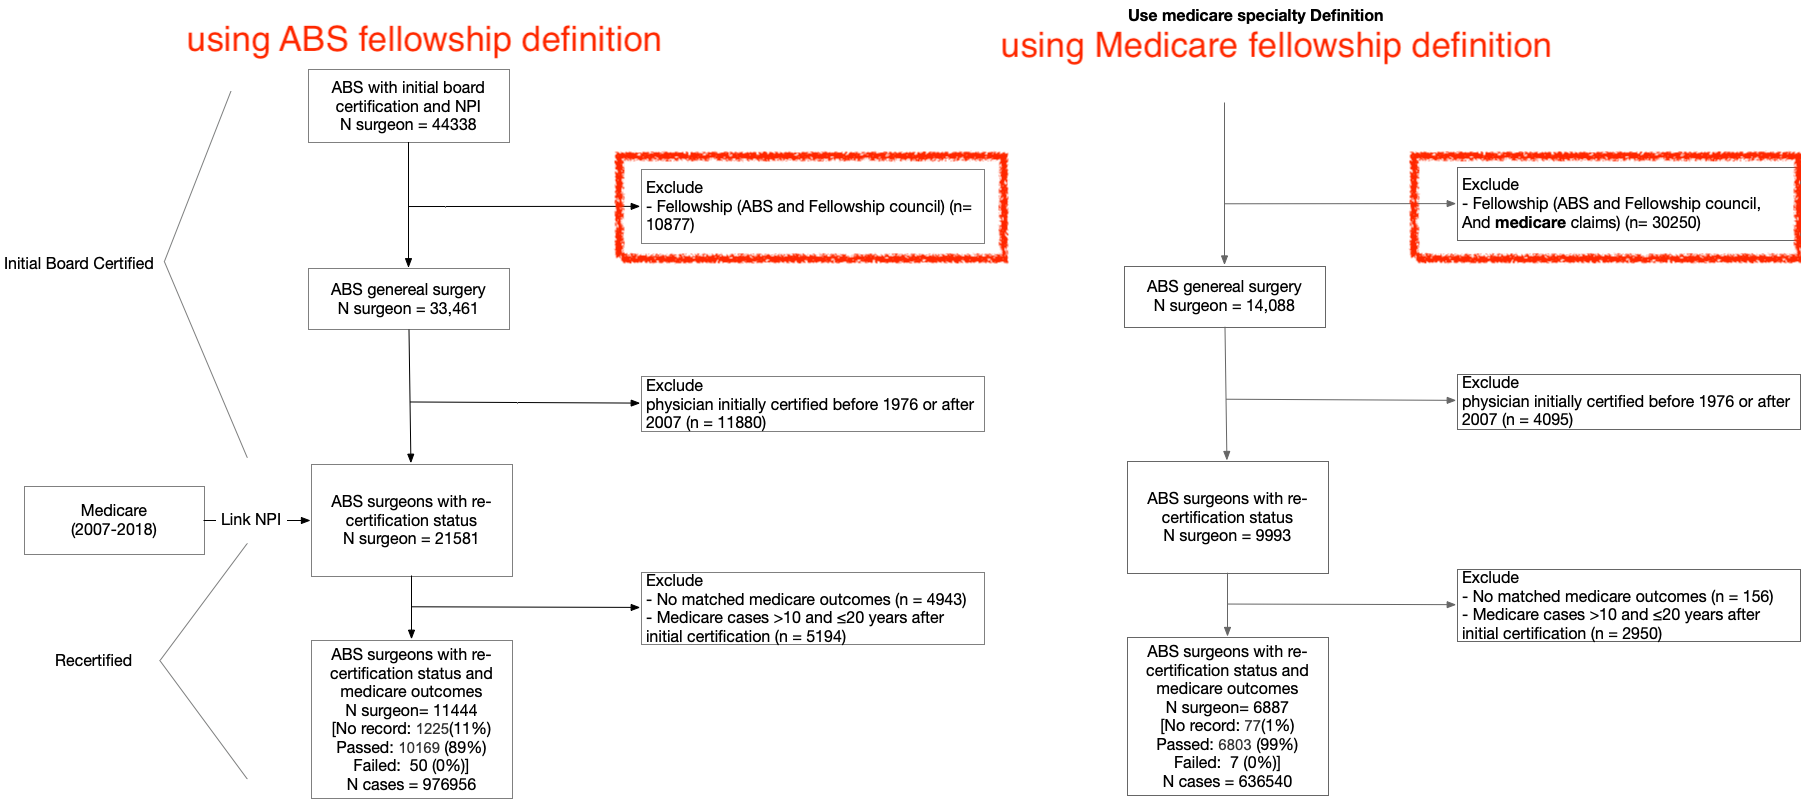 Use medicare specialty Definition
using ABS fellowship definition
using Medicare fellowship definition
ABS with initial board
certification and NPI
N surgeon = 44338
Exclude
- Fellowship (ABS and Fellowship council) (n=
10877)
Initial Board Certified
ABS genereal surgery
N surgeon = 33,461
Exclude
physician initially certified before 1976 or after
2007 (n = 11880)
Medicare
(2007-2018)
Link NPI
ABS surgeons with re-
certification status
N surgeon = 21581
Exclude
- No matched medicare outcomes (n = 4943)
- Medicare cases >10 and ≤20 years after
initial certification (n = 5194)
Recertified
ABS surgeons with re-
certification status and
medicare outcomes
N surgeon= 11444
[No record: 1225(11%)
Passed: 10169 (89%)
Failed: 50 (0%)]
N cases = 976956
Exclude
- Fellowship (ABS and Fellowship council,
And medicare claims) (n= 30250)
ABS genereal surgery
N surgeon = 14,088
Exclude
physician initially certified before 1976 or after
2007 (n = 4095)
ABS surgeons with re-
certification status
N surgeon = 9993
Exclude
- No matched medicare outcomes (n = 156)
- Medicare cases >10 and ≤20 years after
initial certification (n = 2950)
ABS surgeons with re-
certification status and
medicare outcomes
N surgeon= 6887
[No record: 77(1%)
Passed: 6803 (99%)
Failed: 7 (0%)]
N cases = 636540